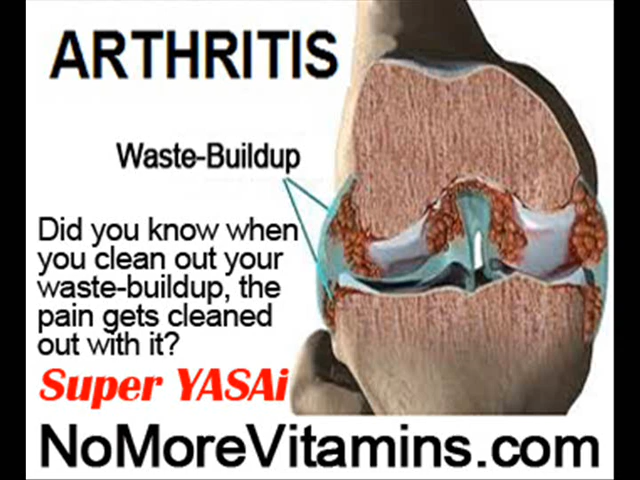 ARTHRITIS
Waste-Buildup
Did you know when
you clean out your
waste-buildup, the
pain gets cleaned
out with it?
Super YASAi
NoMoreVitamins.com